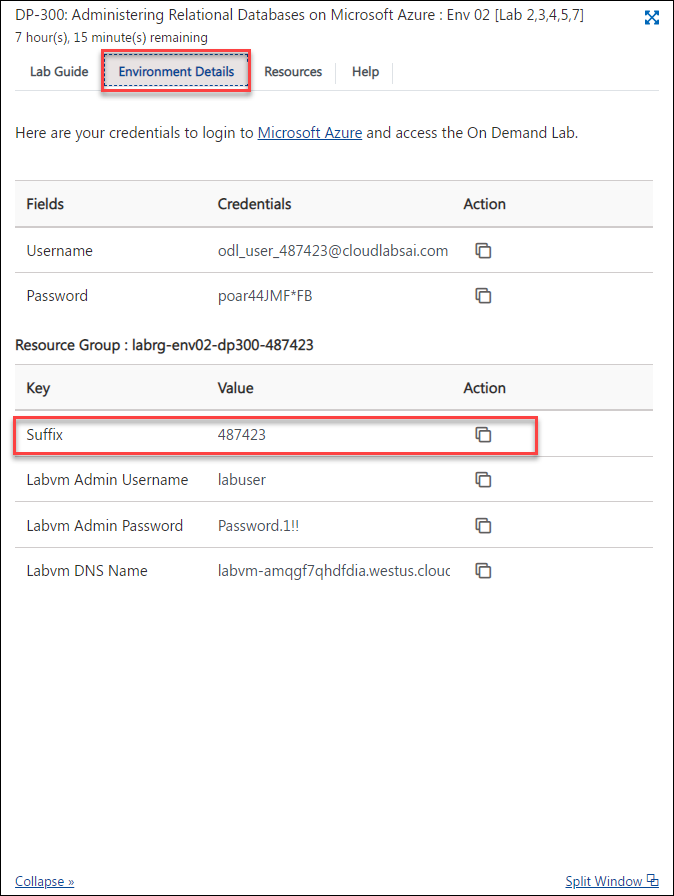 DP-300: Administering Relational Databases on Microsoft Azure : Env 02 [Lab 2,3,4,5,7]
7 hour(s), 15 minute(s) remaining
Lab Guide Environment Details Resources Help
Here are your credentials to login to Microsoft Azure and access the On Demand Lab.
Fields Credentials Action
Username odl_user_487423@cloudlabsai.com
Password poar44JMF*FB
Resource Group : labrg-env02-dp300-487423
Key Value Action
Suffix 487423
Labvm Admin Username labuser
Labvm Admin Password Password.1!!
Labvm DNS Name labvm-amqgf7qhdfdia.westus.clouc
Collapse » Split Window